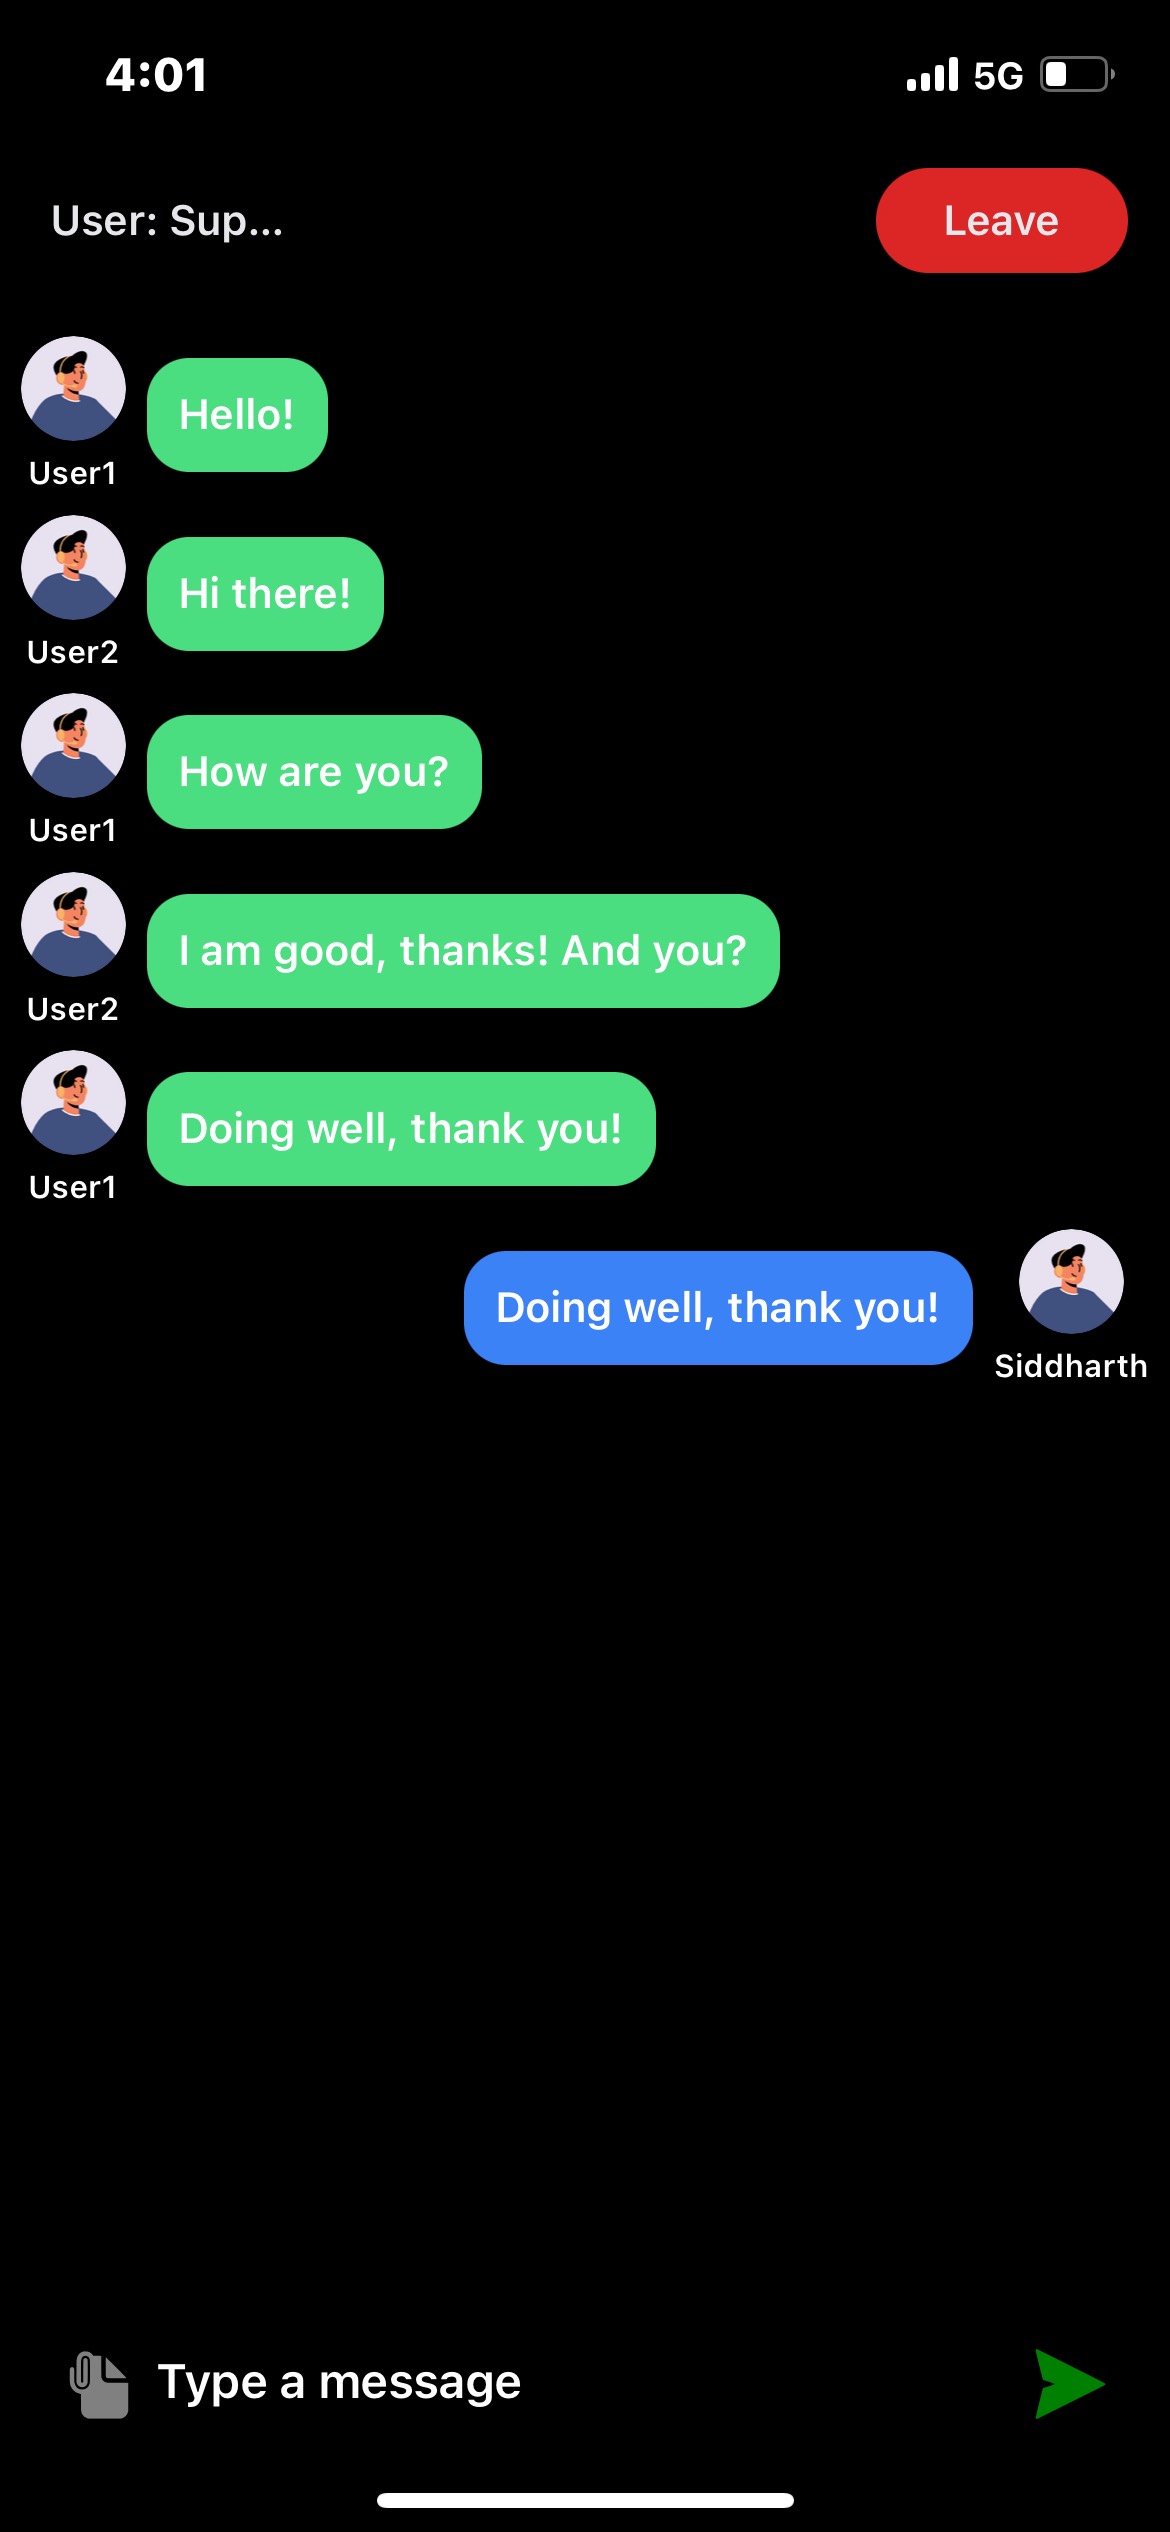 4:01
5G
User: Sup...
Leave
Hello!
User1
Hi there!
User2
How are you?
User1
I am good, thanks! And you?
User2
Doing well, thank you!
User1
Doing well, thank you!
Siddharth
Type a message